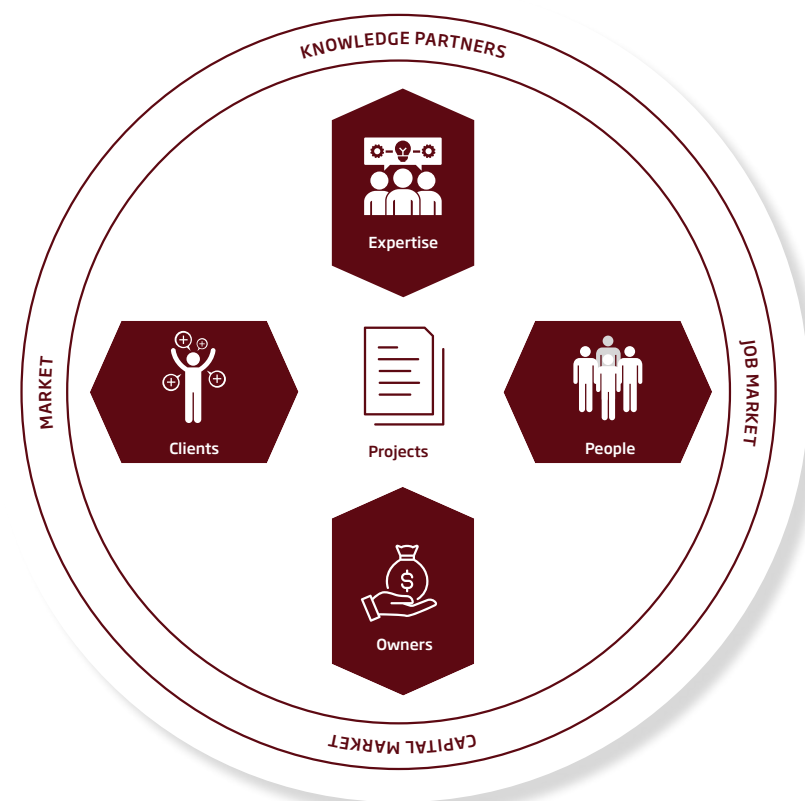 KNOWLEDGE PARTNERS
Expertise
MARKET
JOB MARKET
Clients
Projects
People
$
Owners
CAPITAL MARKET